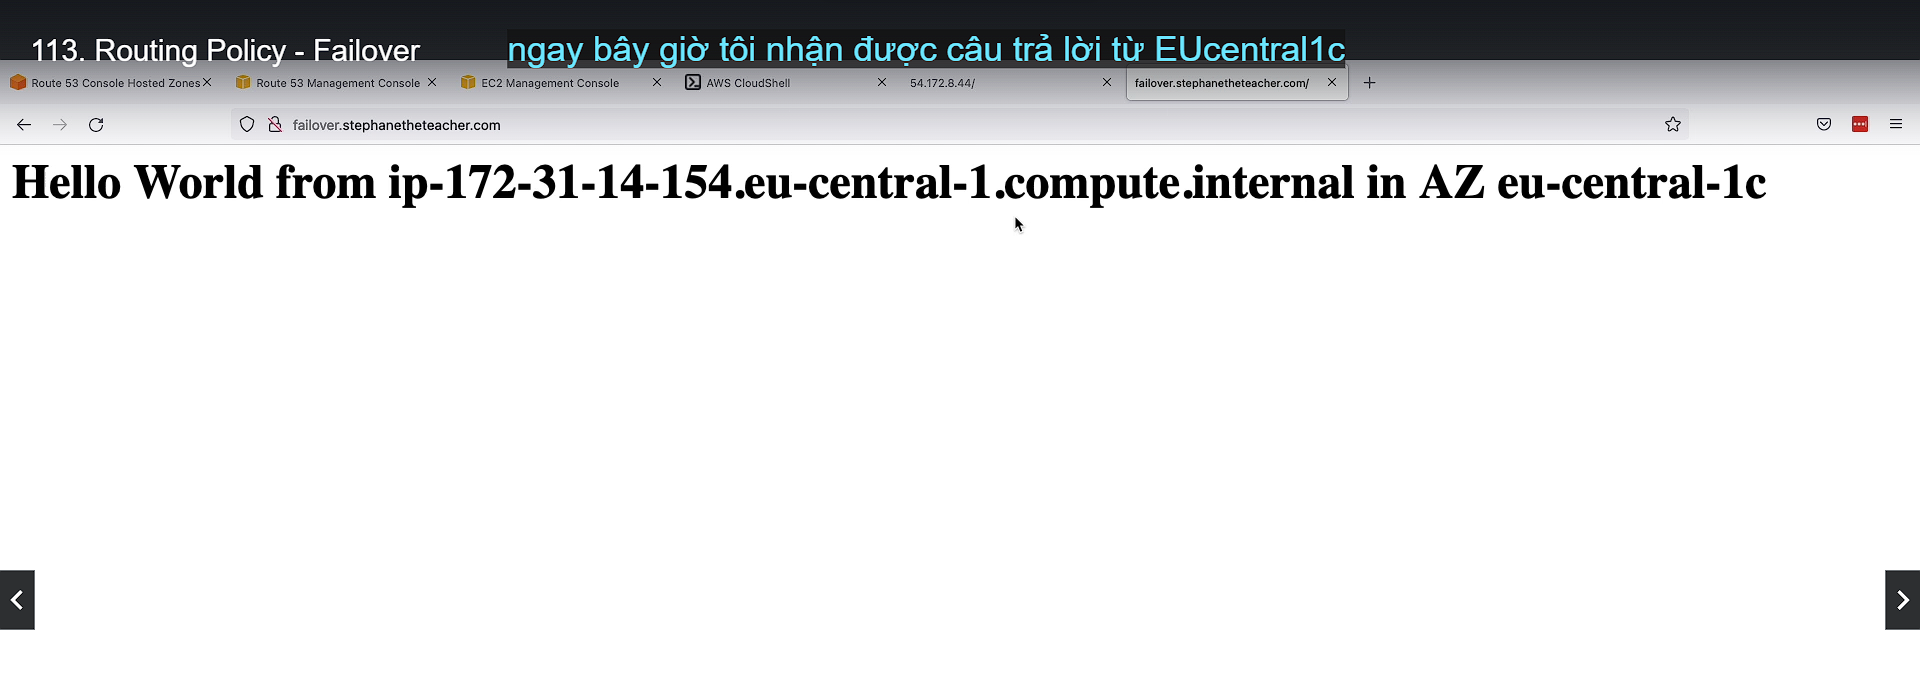 113. Routing Policy - Failover
ngay bây giờ tôi nhận được câu trả lời từ EUcentral1c
Route 53 Console Hosted Zones
Route 53 Management Console
EC2 Management Console
AWS CloudShell
54.172.8.44/
failover.stephanetheteacher.com/
failover.stephanetheteacher.com
Hello World from ip-172-31-14-154.eu-central-1.compute.internal in AZ eu-central-1c